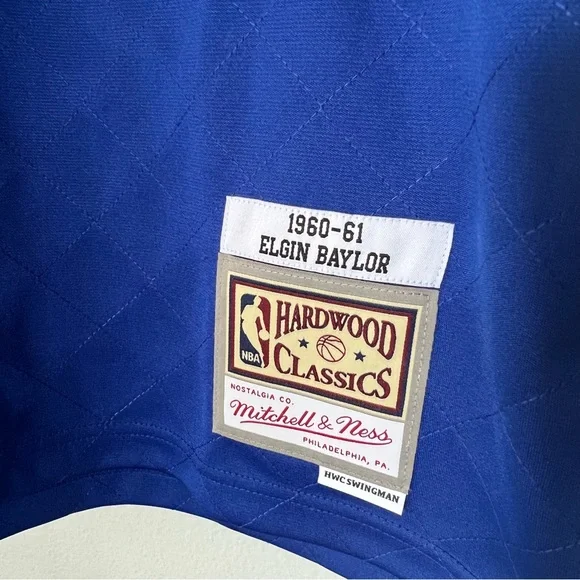 1960-61
ELGIN BAYLOR
NBA
HARDWOOD
CLASSICS
NOSTALGIA CO.
Mitchell & Ness
PHILADELPHIA, PA.
HWC SWINGMAN